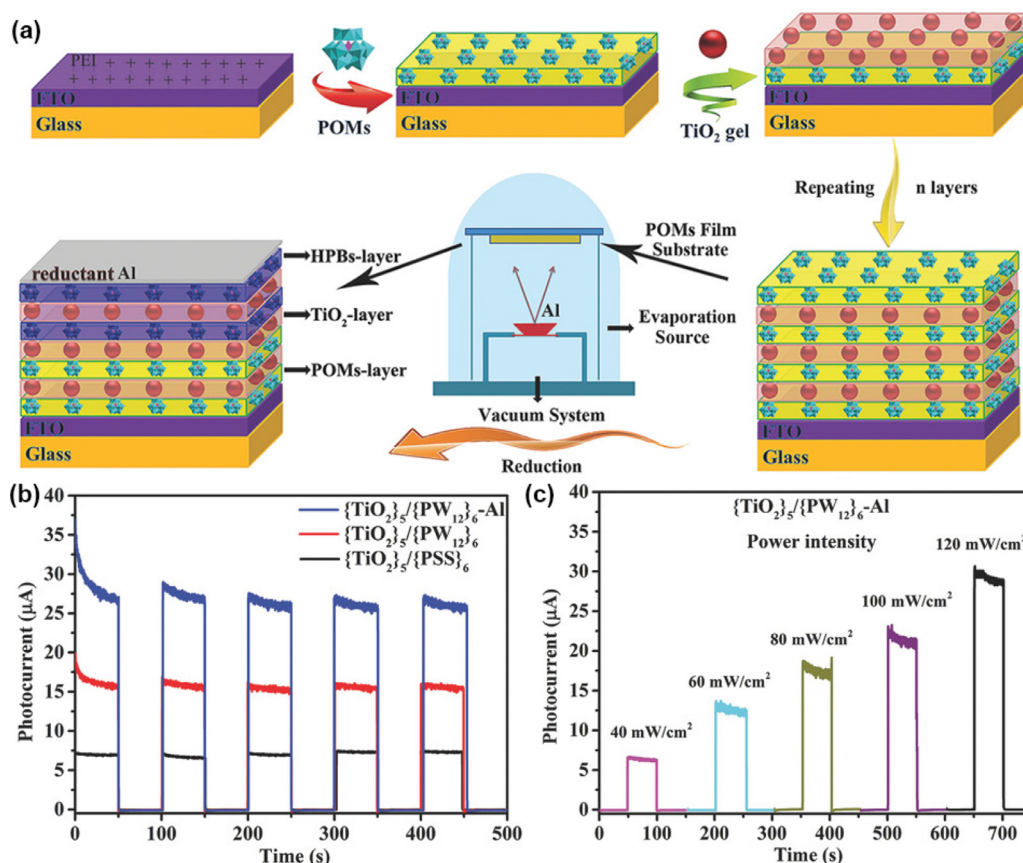 (a)
PEI + + + + + + + + +
+ + + + + + + + +
FTO
Glass
POMs
FTO
Glass
TiO₂ gel
FTO
Glass
Repeating n layers
reductant Al
HPBs-layer
TiO₂-layer
POMs-layer
FTO
Glass
Al
POMs Film
Substrate
Evaporation
Source
Vacuum System
Reduction
FTO
Glass
(b)
Photocurrent (μA)
40
35
30
25
20
15
10
5
0
{TiO₂}₅/{PW₁₂}₆-Al
{TiO₂}₅/{PW₁₂}₆
{TiO₂}₅/{PSS}₆
0 100 200 300 400 500
Time (s)
(c)
Photocurrent (μA)
40
35
30
25
20
15
10
5
0
{TiO₂}₅/{PW₁₂}₆-Al
Power intensity
40 mW/cm²
60 mW/cm²
80 mW/cm²
100 mW/cm²
120 mW/cm²
0 100 200 300 400 500 600 700
Time (s)